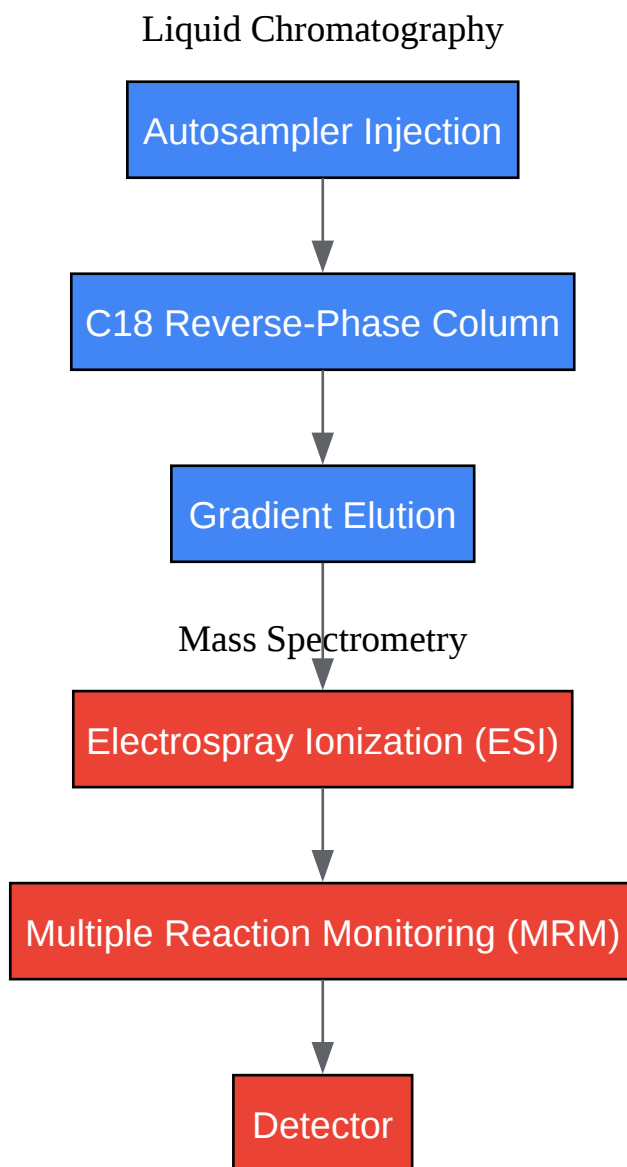 Liquid Chromatography
Autosampler Injection
C18 Reverse-Phase Column
Gradient Elution
Mass Spectrometry
Electrospray Ionization (ESI)
Multiple Reaction Monitoring (MRM)
Detector